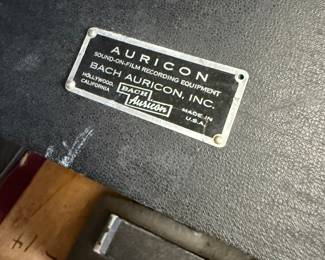 AURICON
SOUND-ON-FILM RECORDING EQUIPMENT
BACH AURICON, INC.
HOLLYWOOD, CALIFORNIA
BACH Auricon
MADE IN U.S.A.